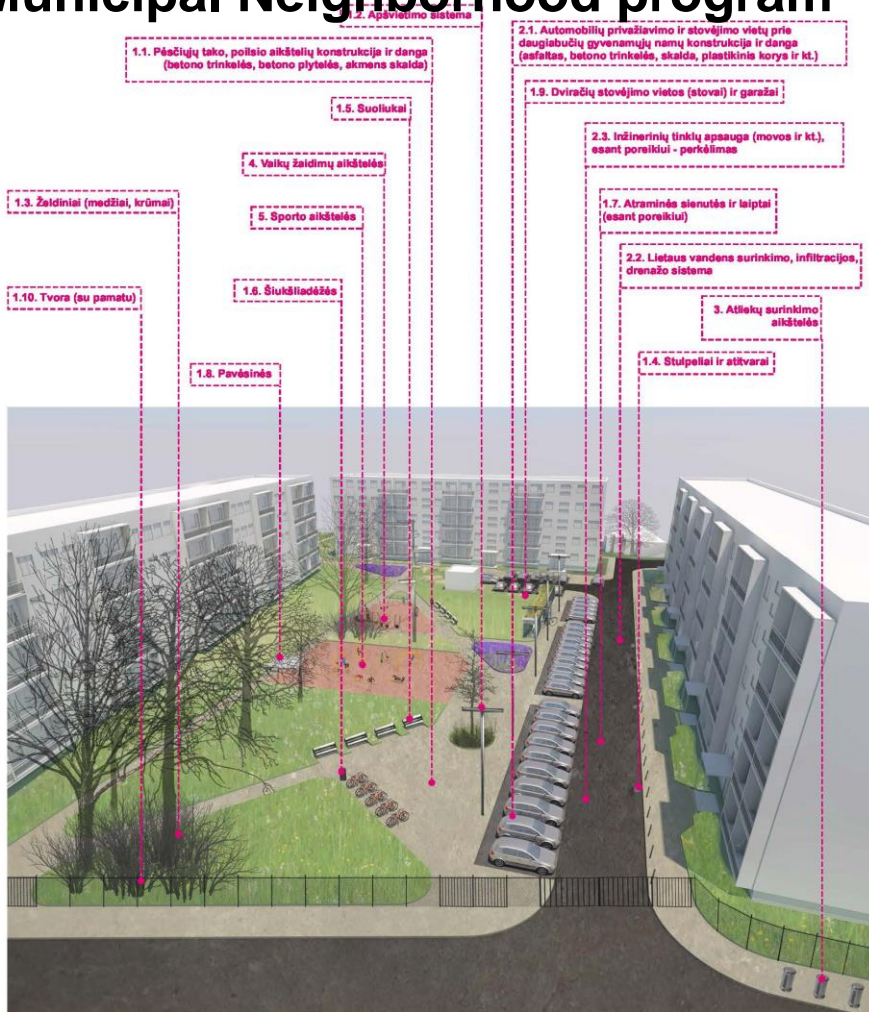 Municipal Neighborhood program
1.2. Apšvietimo sistema
1.1. Pėsčiųjų tako, poilsio aikštelių konstrukcija ir danga
(betono trinkelės, betono plytelės, akmens skalda)
2.1. Automobilių privažiavimo ir stovėjimo vietų prie
daugiabučių gyvenamųjų namų konstrukcija ir danga
(asfaltas, betono trinkelės, skalda, plastikinis korys ir kt.)
1.9. Dviračių stovėjimo vietos (stovai) ir garažai
1.5. Suoliukai
2.3. Inžinerinių tinklų apsauga (movos ir kt.),
esant poreikiui - perkėlimas
4. Vaikų žaidimų aikštelės
1.3. Želdiniai (medžiai, krūmai)
5. Sporto aikštelės
1.7. Atraminės sienutės ir laiptai
(esant poreikiui)
2.2. Lietaus vandens surinkimo, infiltracijos,
drenažo sistema
1.10. Tvora (su pamatu)
1.6. Šiukšliadėžės
3. Atliekų surinkimo
aikštelės
1.8. Pavėsinės
1.4. Stulpeliai ir atitvarai